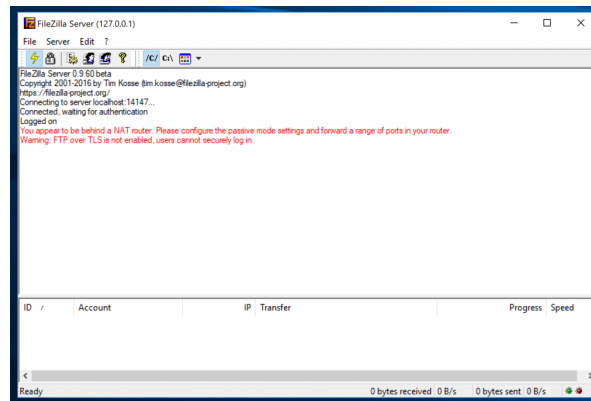 FileZilla Server (127.0.0.1)
File Server Edit ?
/C/ C:\
FileZilla Server 0.9.60 beta
Copyright 2001-2016 by Tim Kosse (tim.kosse@filezilla-project.org)
https://filezilla-project.org/
Connecting to server localhost:14147...
Connected, waiting for authentication
Logged on
You appear to be behind a NAT router. Please configure the passive mode settings and forward a range of ports in your router.
Warning: FTP over TLS is not enabled, users cannot securely log in.
ID / Account IP Transfer Progress Speed
Ready 0 bytes received 0 B/s 0 bytes sent 0 B/s